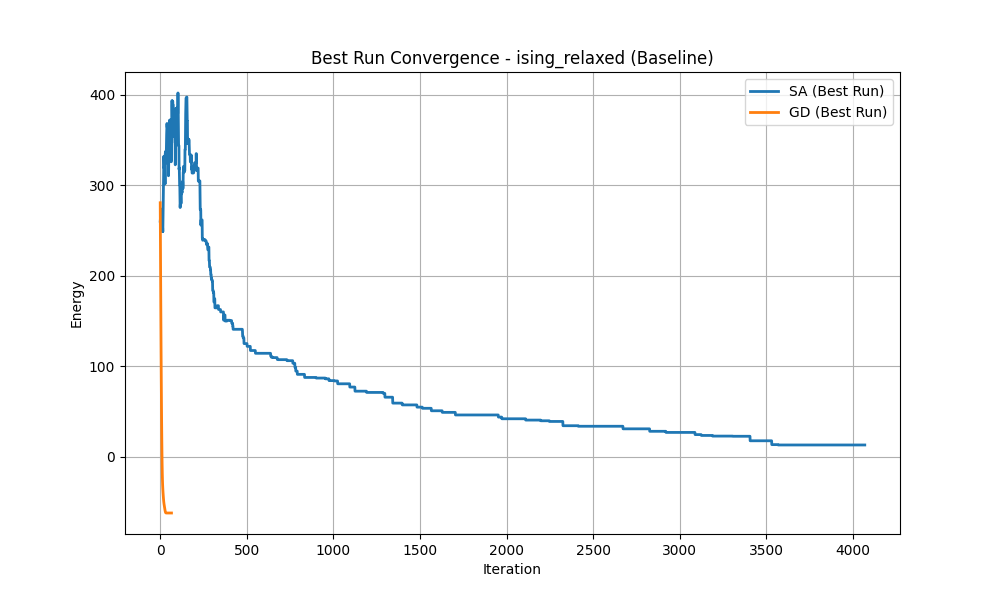 Best Run Convergence - ising_relaxed (Baseline)
SA (Best Run)
GD (Best Run)
Energy
400
300
200
100
0
0 500 1000 1500 2000 2500 3000 3500 4000
Iteration